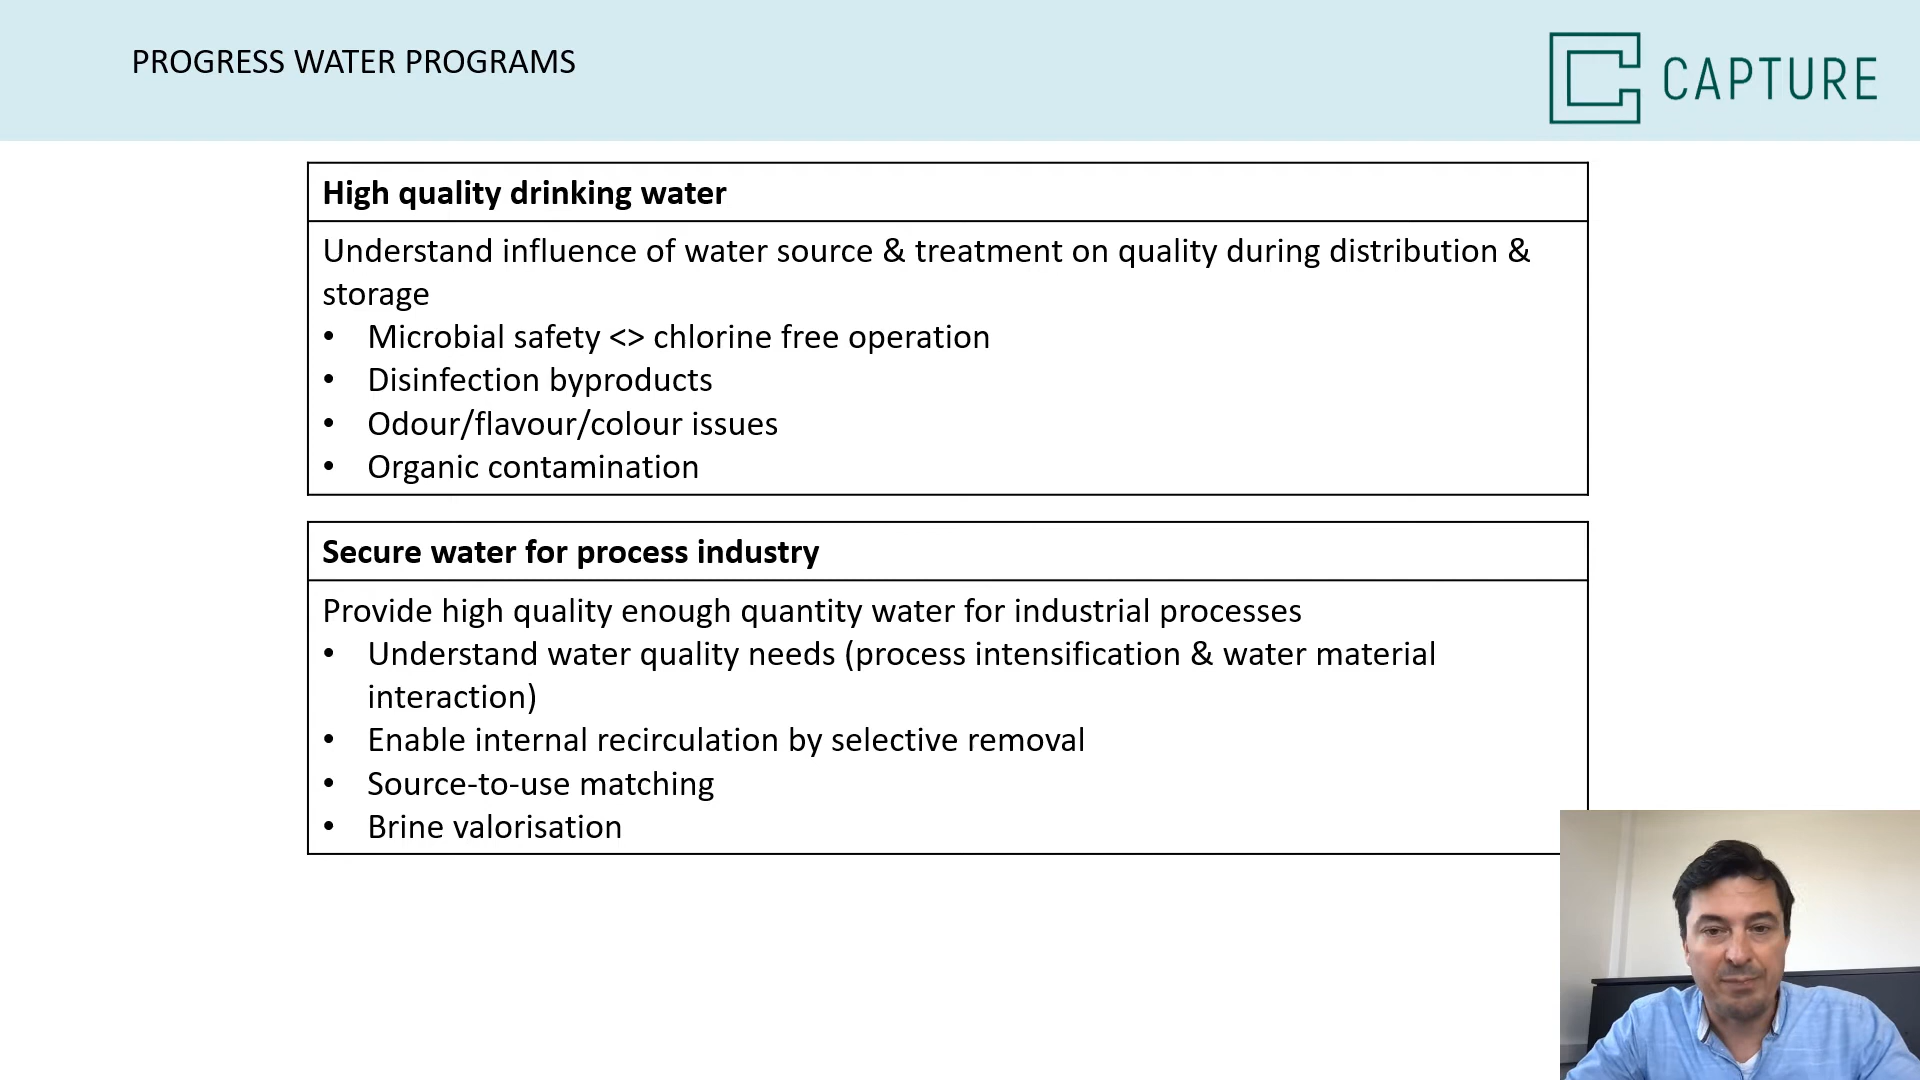 PROGRESS WATER PROGRAMS
CAPTURE
High quality drinking water
Understand influence of water source & treatment on quality during distribution &
storage
• Microbial safety <> chlorine free operation
• Disinfection byproducts
• Odour/flavour/colour issues
• Organic contamination
Secure water for process industry
Provide high quality enough quantity water for industrial processes
• Understand water quality needs (process intensification & water material
interaction)
• Enable internal recirculation by selective removal
• Source-to-use matching
• Brine valorisation